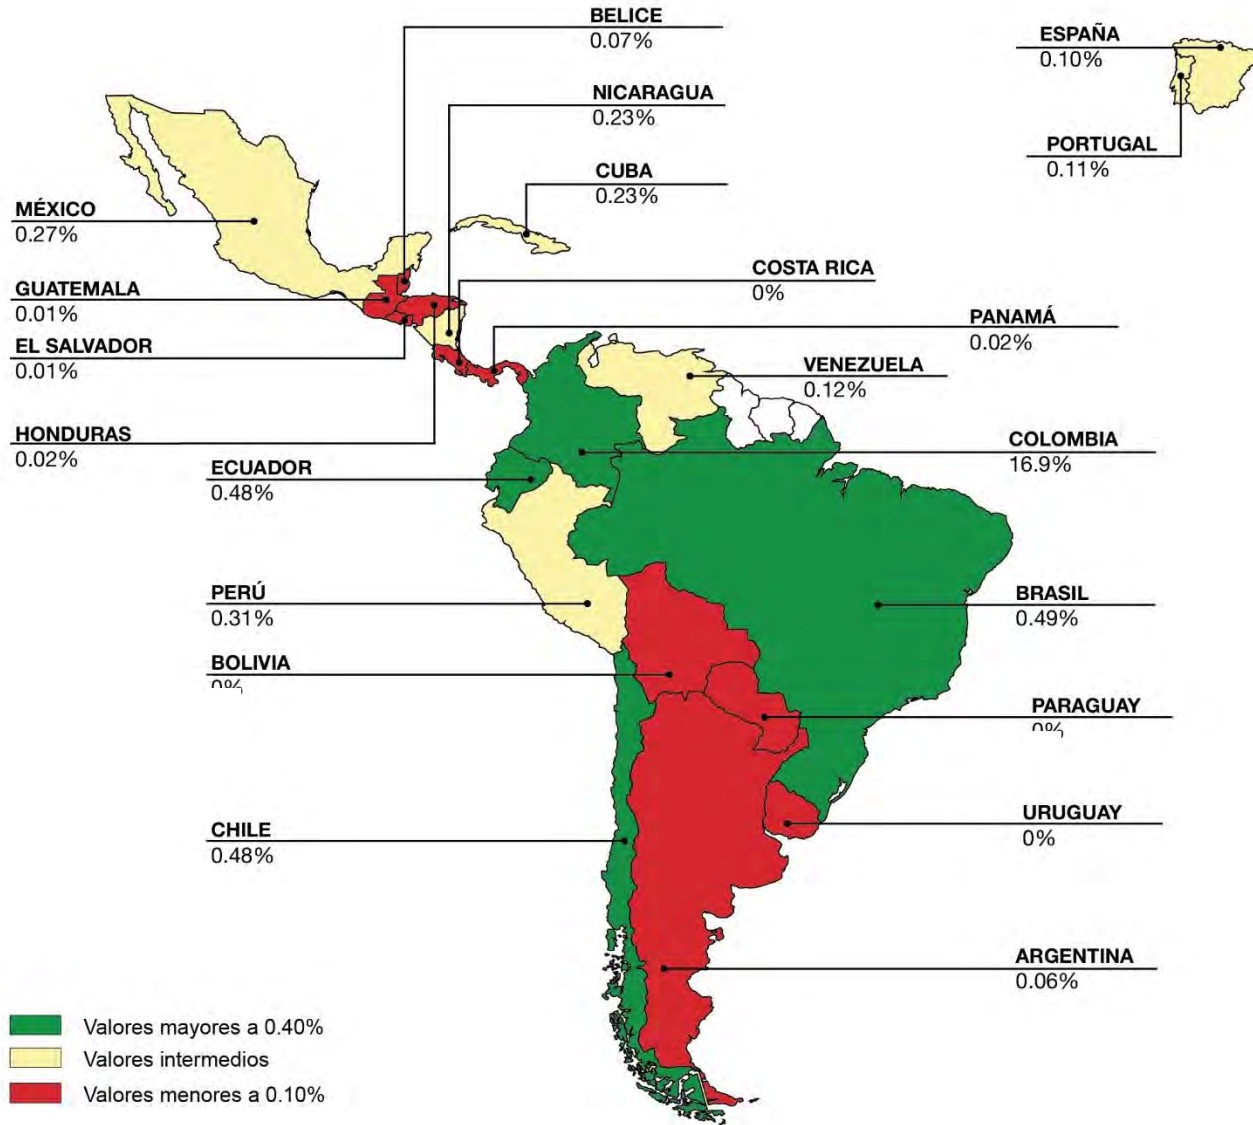 BELICE
0.07%
ESPAÑA
0.10%
NICARAGUA
0.23%
PORTUGAL
0.11%
CUBA
0.23%
MÉXICO
0.27%
COSTA RICA
0%
GUATEMALA
0.01%
PANAMÁ
0.02%
EL SALVADOR
0.01%
VENEZUELA
0.12%
HONDURAS
0.02%
COLOMBIA
16.9%
ECUADOR
0.48%
PERÚ
0.31%
BRASIL
0.49%
BOLIVIA
0%
PARAGUAY
0%
URUGUAY
0%
CHILE
0.48%
ARGENTINA
0.06%
Valores mayores a 0.40%
Valores intermedios
Valores menores a 0.10%